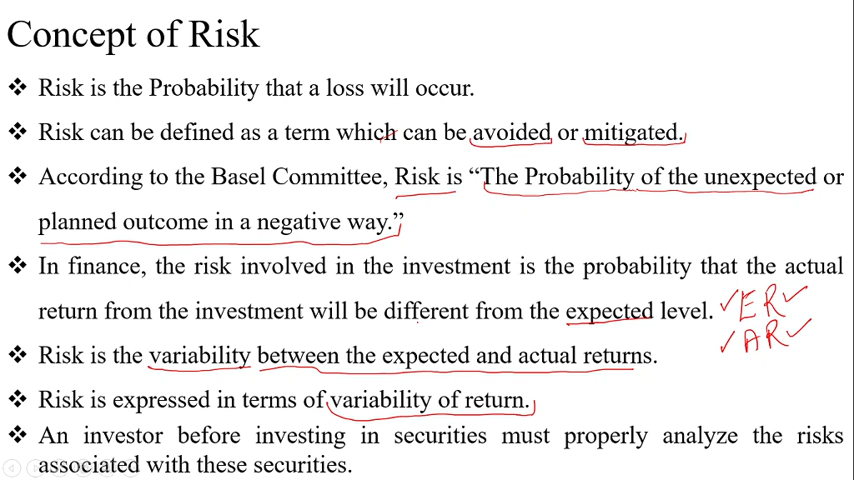 Concept of Risk
❖ Risk is the Probability that a loss will occur.
❖ Risk can be defined as a term which can be avoided or mitigated.
❖ According to the Basel Committee, Risk is “The Probability of the unexpected or
planned outcome in a negative way.”
❖ In finance, the risk involved in the investment is the probability that the actual
return from the investment will be different from the expected level.
✓ER✓
✓AR✓
❖ Risk is the variability between the expected and actual returns.
❖ Risk is expressed in terms of variability of return.
❖ An investor before investing in securities must properly analyze the risks
associated with these securities.